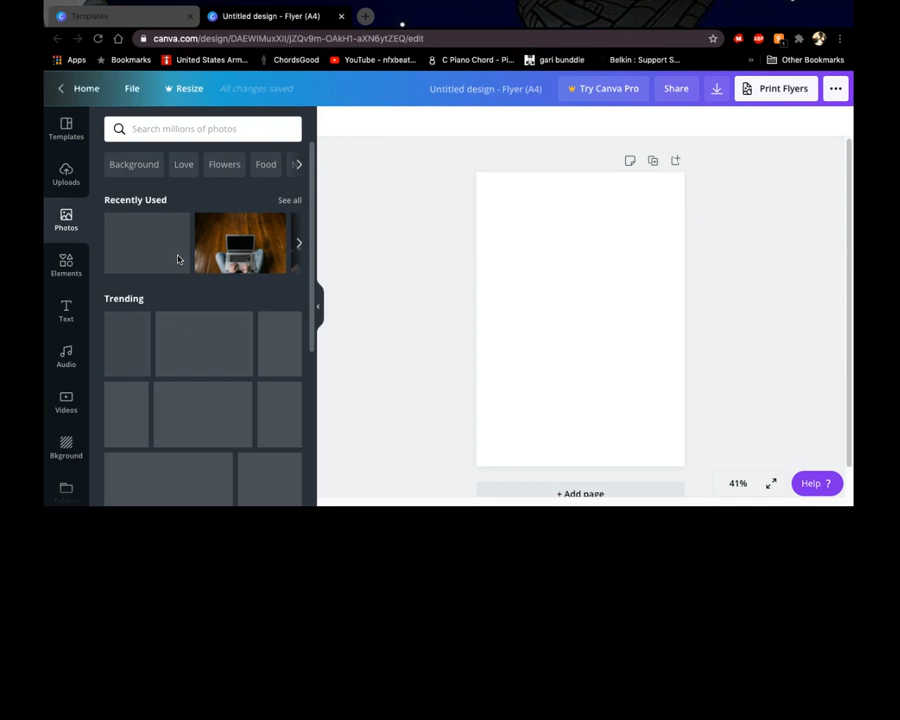 Templates
Untitled design - Flyer (A4)
canva.com/design/DAEWIMuxXII/jZQv9m-OAkH1-aXN6ytZEQ/edit
Apps Bookmarks United States Arm... ChordsGood YouTube - nfxbeat... C Piano Chord - Pi... gari bunddle Belkin : Support S... » Other Bookmarks
Home File Resize All changes saved Untitled design - Flyer (A4) Try Canva Pro Share Print Flyers
Templates
Uploads
Photos
Elements
Text
Audio
Videos
Bkground
Search millions of photos
Background Love Flowers Food
Recently Used See all
Trending
+ Add page
41%
Help ?